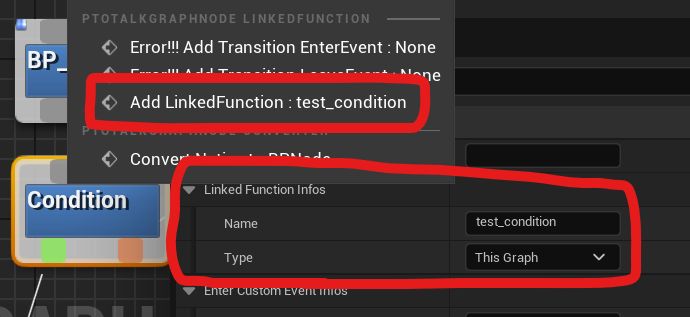 PTOTALKGRAPHNODE LINKEDFUNCTION
Error!!! Add Transition EnterEvent : None
Error!!! Add Transition LeaveEvent : None
Add LinkedFunction : test_condition
PTOTALKGRAPHNODE CONVERTER
Convert Native to BPNode
BP_
Condition
Linked Function Infos
Name
test_condition
Type
This Graph
Enter Custom Event Infos